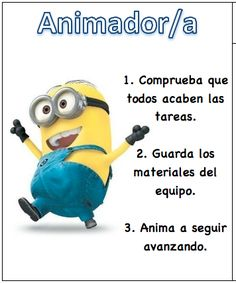 Animador/a
1. Comprueba que
todos acaben las
tareas.
2. Guarda los
materiales del
equipo.
3. Anima a seguir
avanzando.